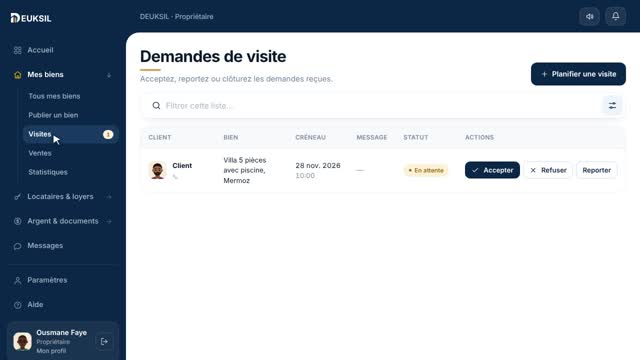 DEUKSIL
DEUKSIL · Propriétaire
Accueil
Mes biens
Tous mes biens
Publier un bien
Visites
1
Ventes
Statistiques
Locataires & loyers
Argent & documents
Messages
Paramètres
Aide
Ousmane Faye
Propriétaire
Mon profil
Demandes de visite
Acceptez, reportez ou clôturez les demandes reçues.
Planifier une visite
Filtrer cette liste...
CLIENT BIEN CRÉNEAU MESSAGE STATUT ACTIONS
Client
Villa 5 pièces
avec piscine,
Mermoz
28 nov. 2026
10:00
—
En attente
Accepter
Refuser
Reporter